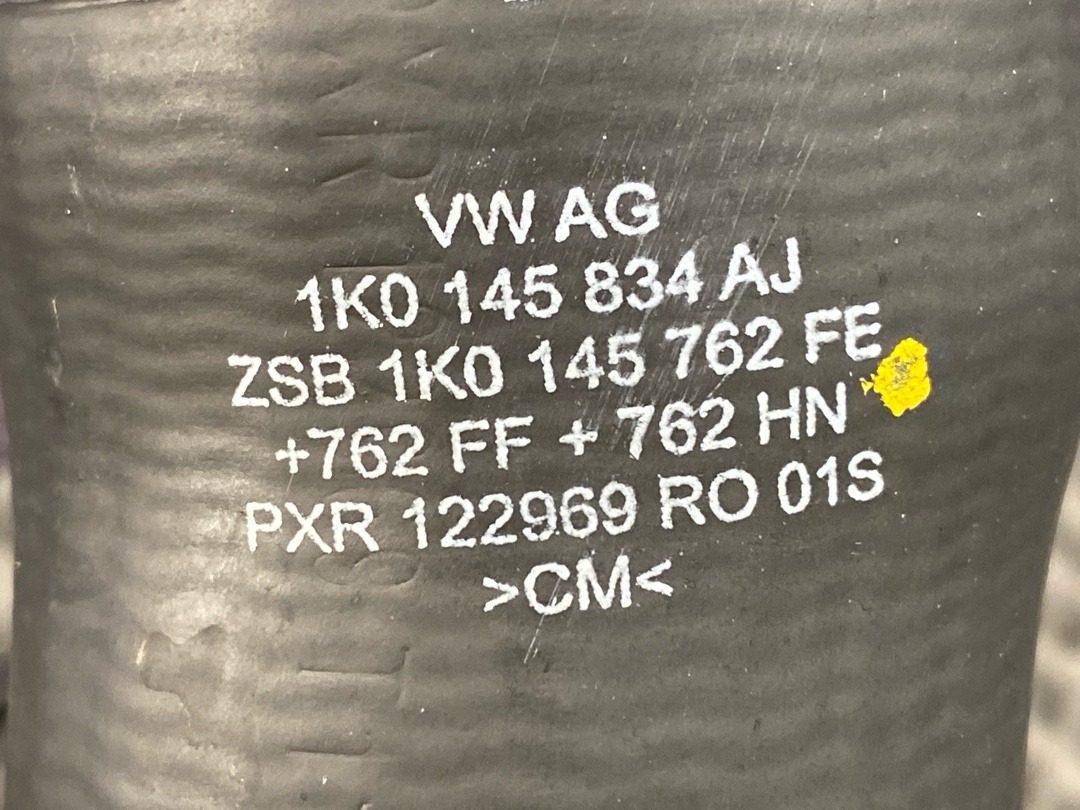 VW AG
1K0 145 834 AJ
ZSB 1K0 145 762 FE
+762 FF + 762 HN
PXR 122969 RO 01S
>CM<